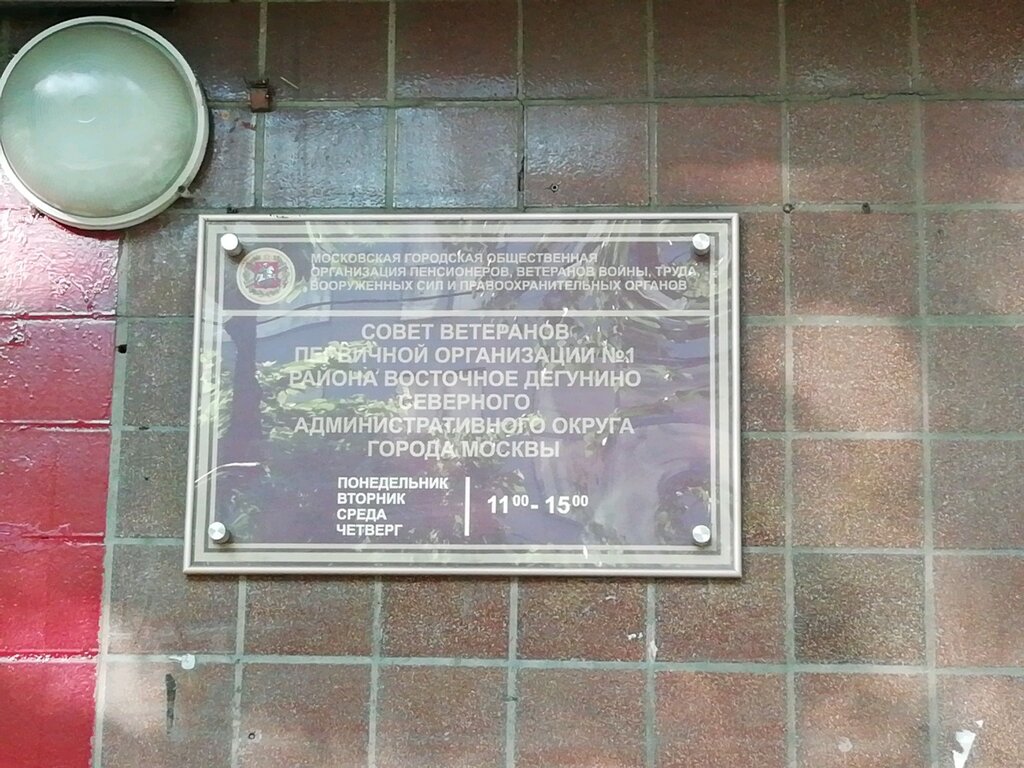 МОСКОВСКАЯ ГОРОДСКАЯ ОБЩЕСТВЕННАЯ
ОРГАНИЗАЦИЯ ПЕНСИОНЕРОВ, ВЕТЕРАНОВ ВОЙНЫ, ТРУДА,
ВООРУЖЕННЫХ СИЛ И ПРАВООХРАНИТЕЛЬНЫХ ОРГАНОВ
СОВЕТ ВЕТЕРАНОВ
ПЕРВИЧНОЙ ОРГАНИЗАЦИИ №1
РАЙОНА ВОСТОЧНОЕ ДЕГУНИНО
СЕВЕРНОГО
АДМИНИСТРАТИВНОГО ОКРУГА
ГОРОДА МОСКВЫ
ПОНЕДЕЛЬНИК
ВТОРНИК
СРЕДА
ЧЕТВЕРГ
11⁰⁰- 15⁰⁰